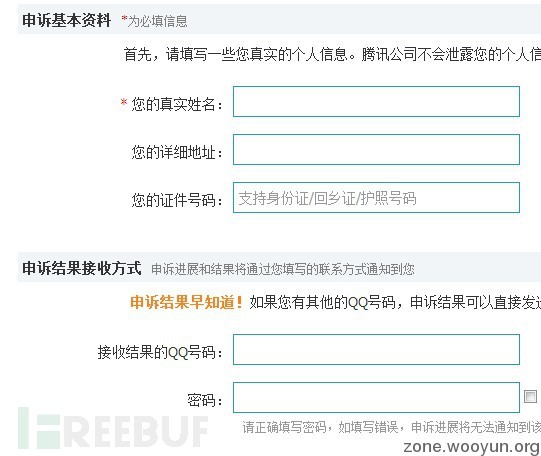 申诉基本资料 *为必填信息
首先，请填写一些您真实的个人信息。腾讯公司不会泄露您的个人信
* 您的真实姓名：
您的详细地址：
您的证件号码： 支持身份证/回乡证/护照号码
申诉结果接收方式 申诉进展和结果将通过您填写的联系方式通知到您
申诉结果早知道！如果您有其他的QQ号码，申诉结果可以直接发送
接收结果的QQ号码：
密码：
请正确填写密码，如填写错误，申诉进展将无法通知到该
FREEBUF
zone.wooyun.org